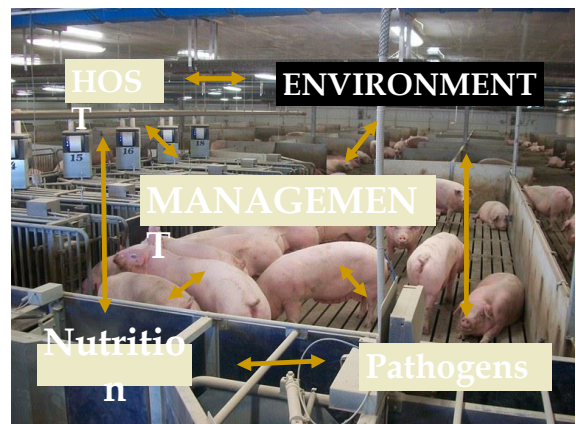 HOS
T
ENVIRONMENT
15
16
18
MANAGEMEN
T
Nutritio
n
Pathogens